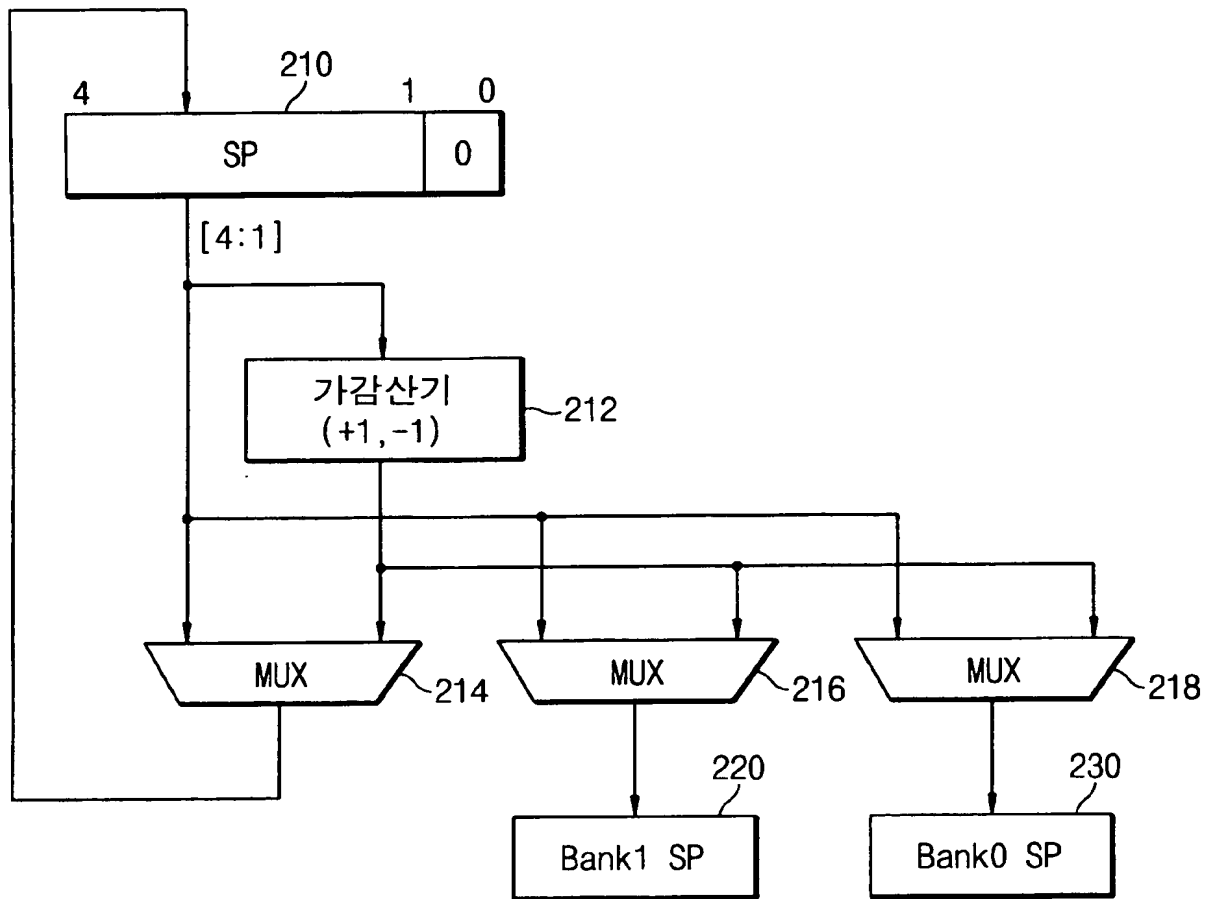 210
4 1 0
SP 0
[4:1]
가감산기
(+1,-1)
212
MUX 214
MUX 216
MUX 218
220
230
Bank1 SP
Bank0 SP